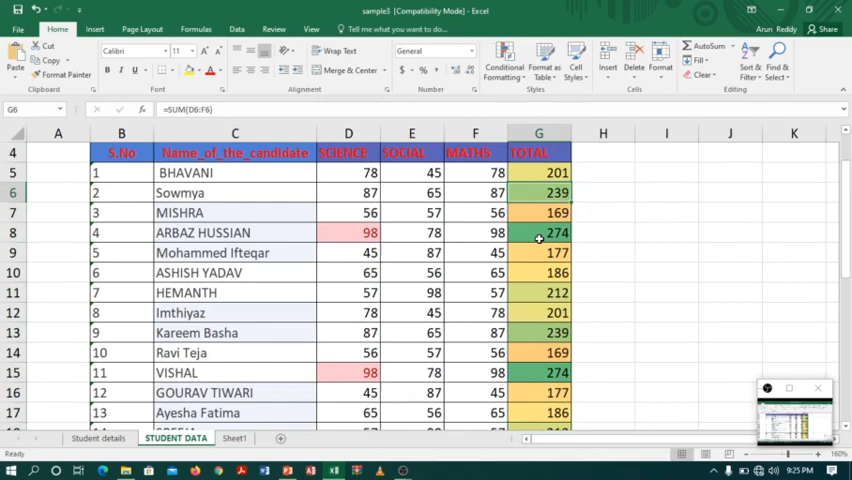 sample3 [Compatibility Mode] - Excel
Arun Reddy
File Home Insert Page Layout Formulas Data Review View Tell me what you want to do... Arun Reddy Share
Cut
Copy
Format Painter
Paste
Clipboard
Calibri 11
B I U
Font
Wrap Text
Merge & Center
Alignment
General
$ % ,
Number
Conditional Formatting
Format as Table
Cell Styles
Styles
Insert Delete Format
Cells
AutoSum
Fill
Clear
Sort & Filter
Find & Select
Editing
G6 fx =SUM(D6:F6)
A B C D E F G H I J K
4 S.No Name_of_the_candidate SCIENCE SOCIAL MATHS TOTAL
5 1 BHAVANI 78 45 78 201
6 2 Sowmya 87 65 87 239
7 3 MISHRA 56 57 56 169
8 4 ARBAZ HUSSIAN 98 78 98 274
9 5 Mohammed Ifteqar 45 87 45 177
10 6 ASHISH YADAV 65 56 65 186
11 7 HEMANTH 57 98 57 212
12 8 Imthiyaz 78 45 78 201
13 9 Kareem Basha 87 65 87 239
14 10 Ravi Teja 56 57 56 169
15 11 VISHAL 98 78 98 274
16 12 GOURAV TIWARI 45 87 45 177
17 13 Ayesha Fatima 65 56 65 186
Student details STUDENT DATA Sheet1
Ready 160%
9:25 PM